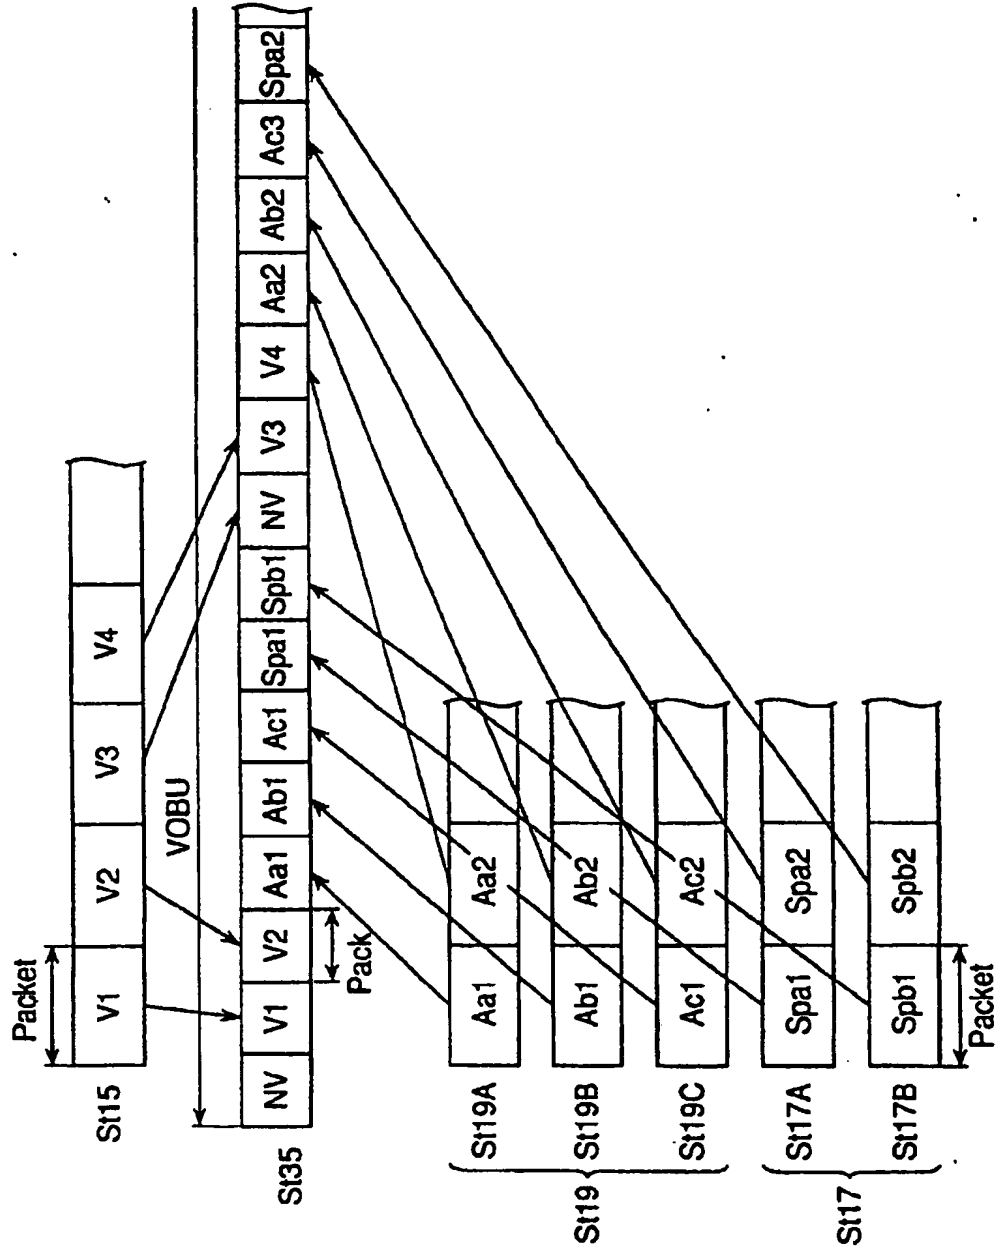 Packet
St15 V1 V2 V3 V4
VOBU
St35 NV V1 V2 Aa1 Ab1 Ac1 Spa1 Spb1 NV V3 V4 Aa2 Ab2 Ac3 Spa2
Pack
St19
St19A Aa1 Aa2
St19B Ab1 Ab2
St19C Ac1 Ac2
St17
St17A Spa1 Spa2
St17B Spb1 Spb2
Packet